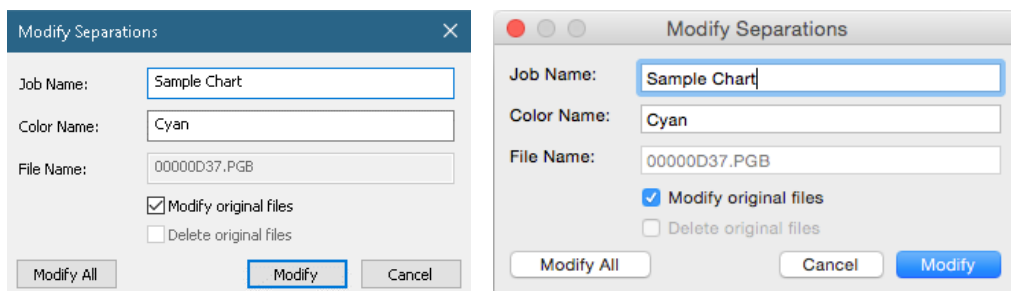 Modify Separations
Job Name: Sample Chart
Color Name: Cyan
File Name: 00000D37.PGB
Modify original files
Delete original files
Modify All Modify Cancel
Modify Separations
Job Name: Sample Chart
Color Name: Cyan
File Name: 00000D37.PGB
Modify original files
Delete original files
Modify All Cancel Modify